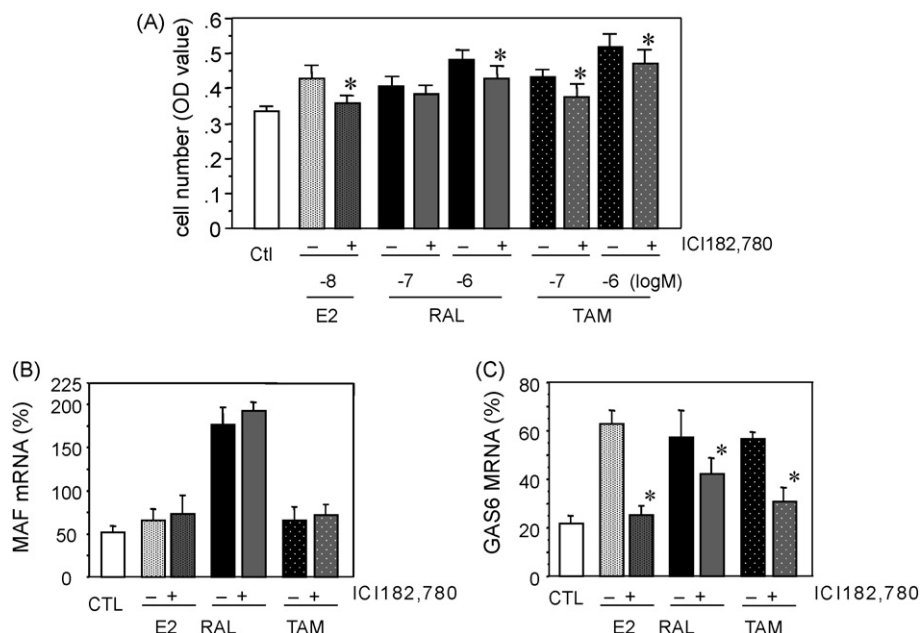 (A)
cell number (OD value)
.6
.5
.4
.3
.2
.1
0
* * * *
Ctl − + − + − + − + − + ICI182,780
-8 -7 -6 -7 -6 (logM)
E2 RAL TAM
(B)
MAF mRNA (%)
225
200
150
100
50
0
CTL − + − + − + ICI182,780
E2 RAL TAM
(C)
GAS6 MRNA (%)
80
60
40
20
0
* * *
CTL − + − + − + ICI182,780
E2 RAL TAM